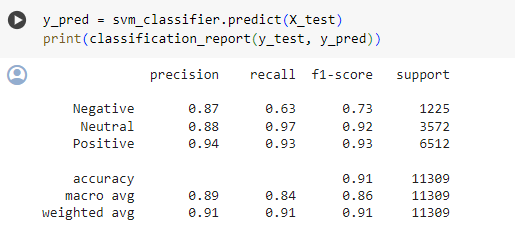 y_pred = svm_classifier.predict(X_test)
print(classification_report(y_test, y_pred))
precision recall f1-score support
Negative 0.87 0.63 0.73 1225
Neutral 0.88 0.97 0.92 3572
Positive 0.94 0.93 0.93 6512
accuracy 0.91 11309
macro avg 0.89 0.84 0.86 11309
weighted avg 0.91 0.91 0.91 11309